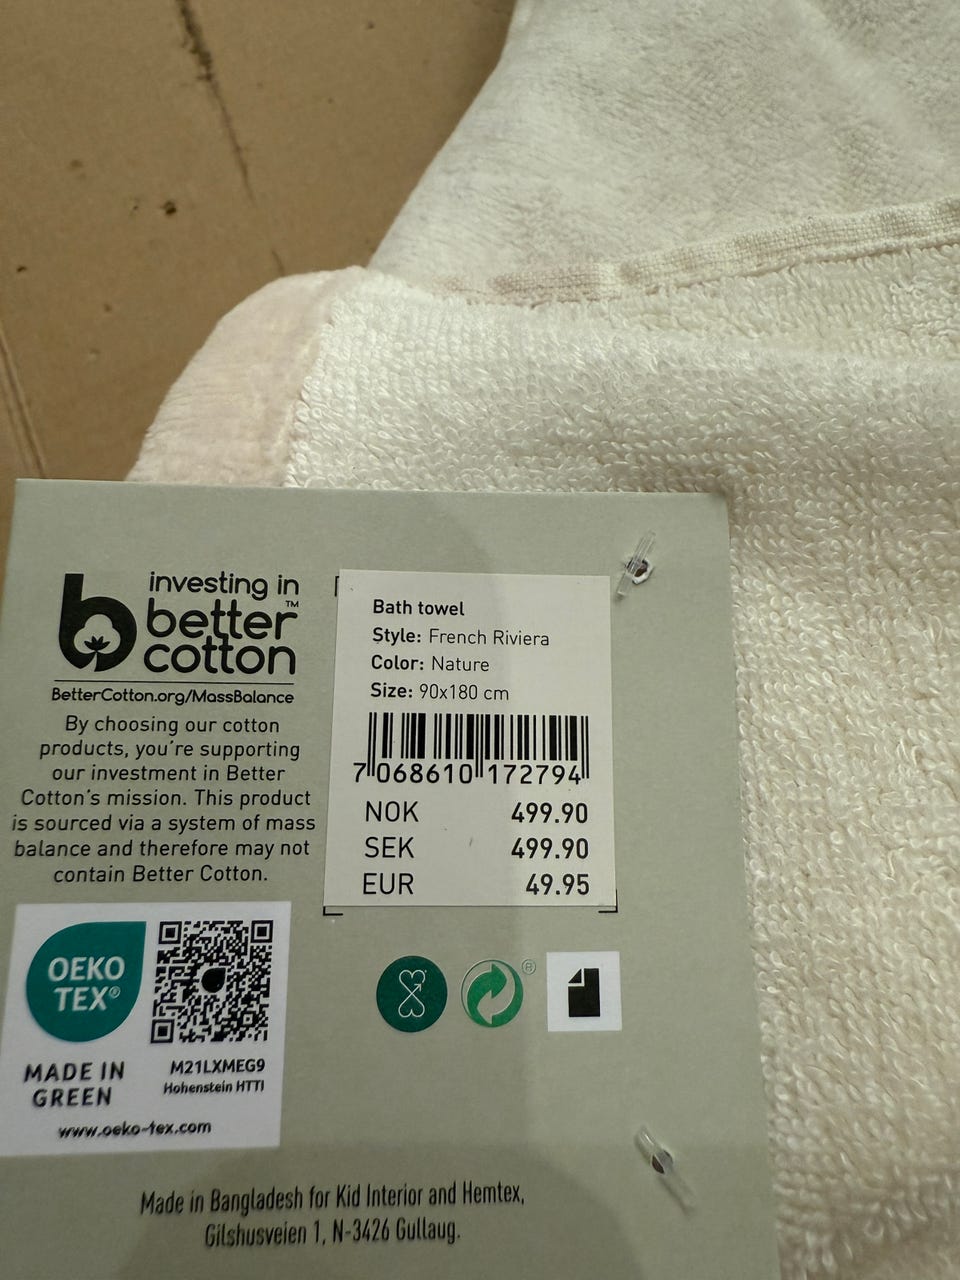 investing in
better™
cotton
BetterCotton.org/MassBalance
By choosing our cotton
products, you're supporting
our investment in Better
Cotton's mission. This product
is sourced via a system of mass
balance and therefore may not
contain Better Cotton.
Bath towel
Style: French Riviera
Color: Nature
Size: 90x180 cm
7 068610 172794
NOK 499.90
SEK 499.90
EUR 49.95
®
OEKO
TEX®
MADE IN
GREEN
M21LXMEG9
Hohenstein HTTI
www.oeko-tex.com
Made in Bangladesh for Kid Interior and Hemtex,
Gilshusveien 1, N-3426 Gullaug.